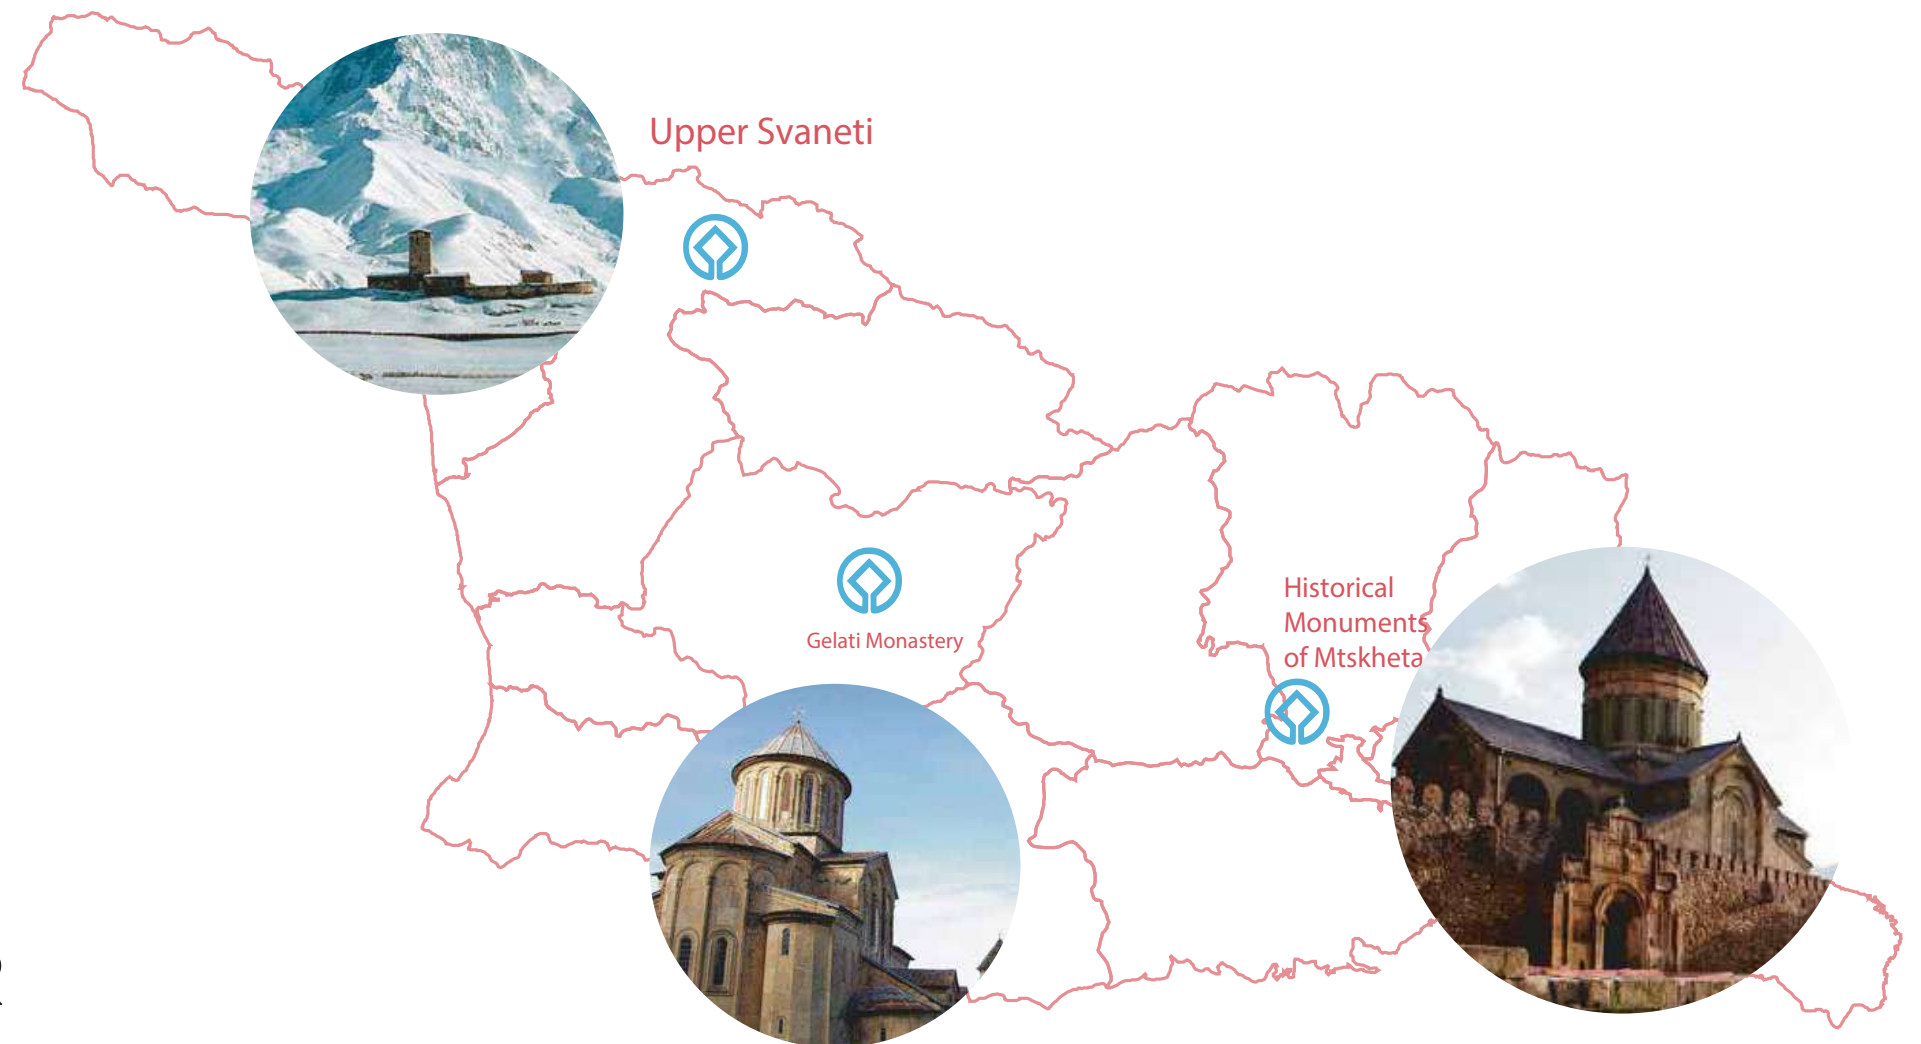 Upper Svaneti
Historical
Monuments
of Mtskheta
Gelati Monastery